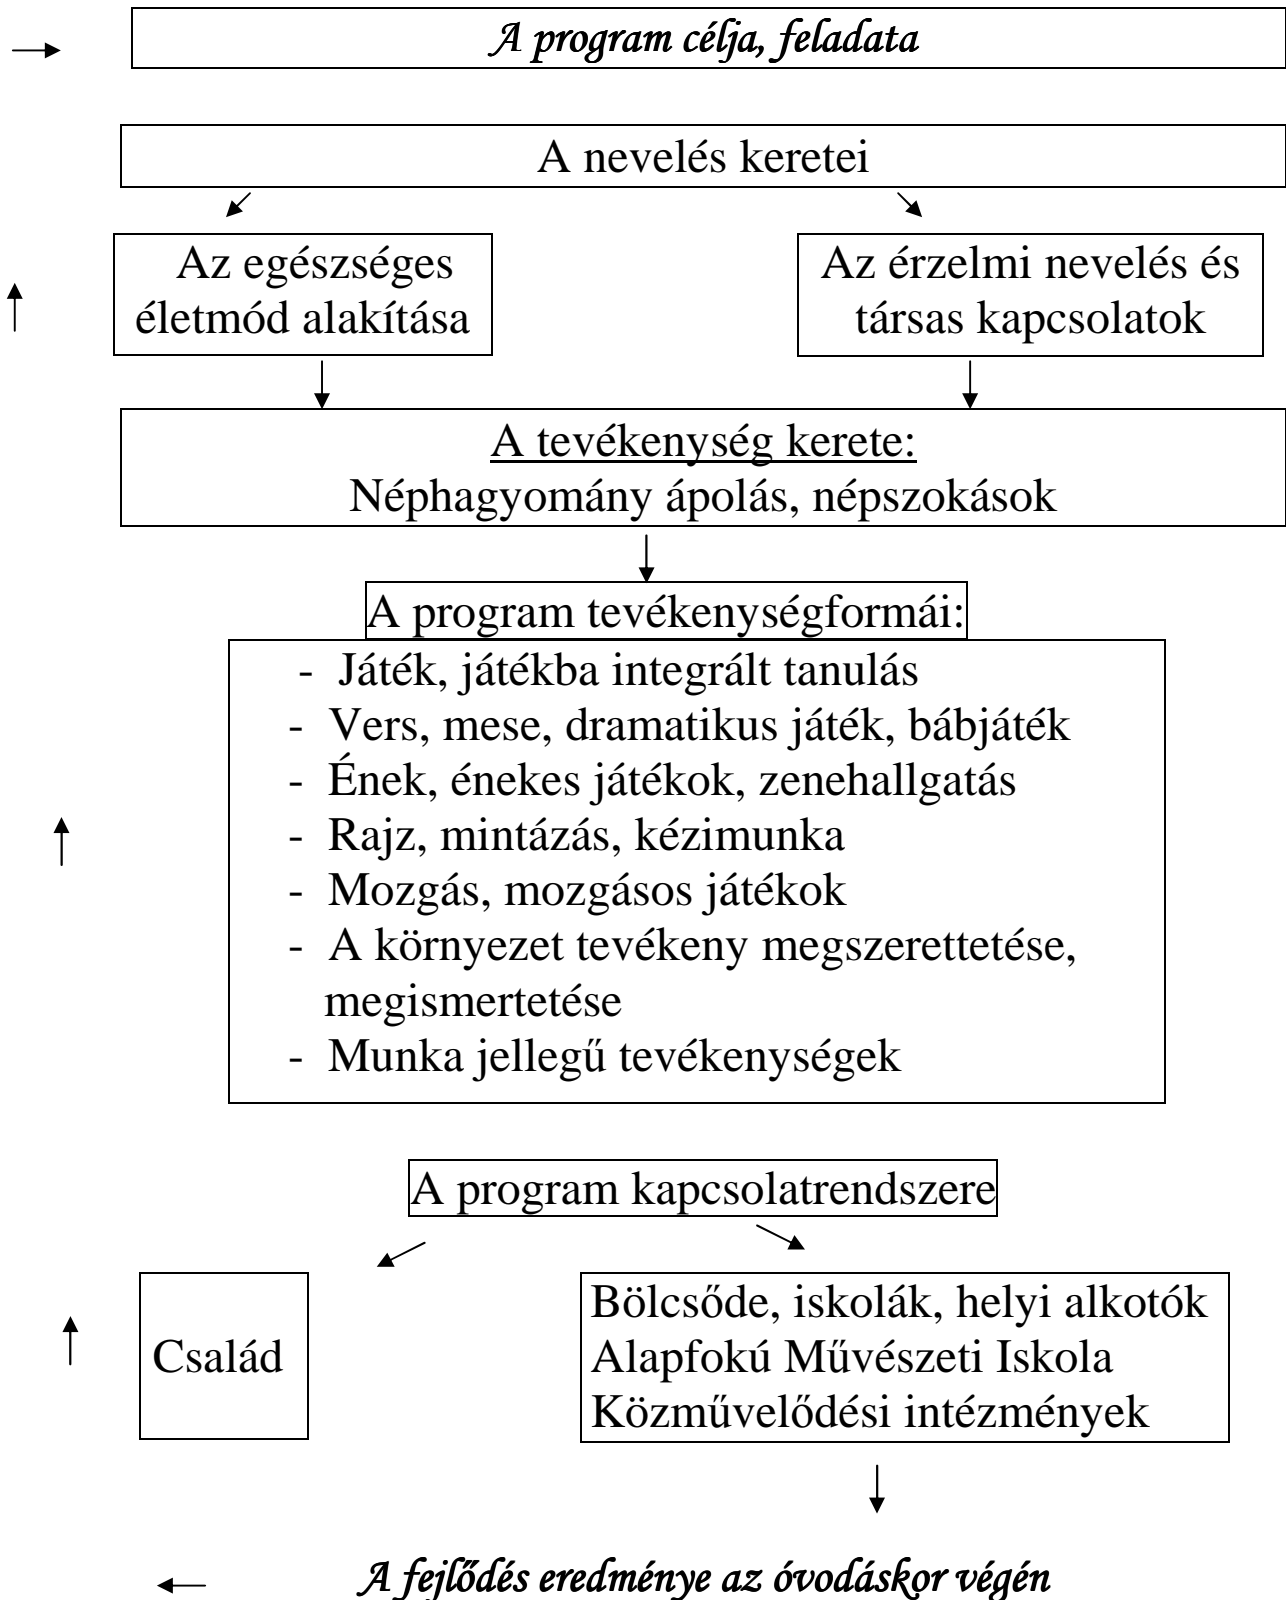 A program célja, feladata
A nevelés keretei
Az egészséges
életmód alakítása
Az érzelmi nevelés és
társas kapcsolatok
A tevékenység kerete:
Néphagyomány ápolás, népszokások
A program tevékenységformái:
- Játék, játékba integrált tanulás
- Vers, mese, dramatikus játék, bábjáték
- Ének, énekes játékok, zenehallgatás
- Rajz, mintázás, kézimunka
- Mozgás, mozgásos játékok
- A környezet tevékeny megszerettetése,
megismertetése
- Munka jellegű tevékenységek
A program kapcsolatrendszere
Család
Bölcsőde, iskolák, helyi alkotók
Alapfokú Művészeti Iskola
Közművelődési intézmények
A fejlődés eredménye az óvodáskor végén